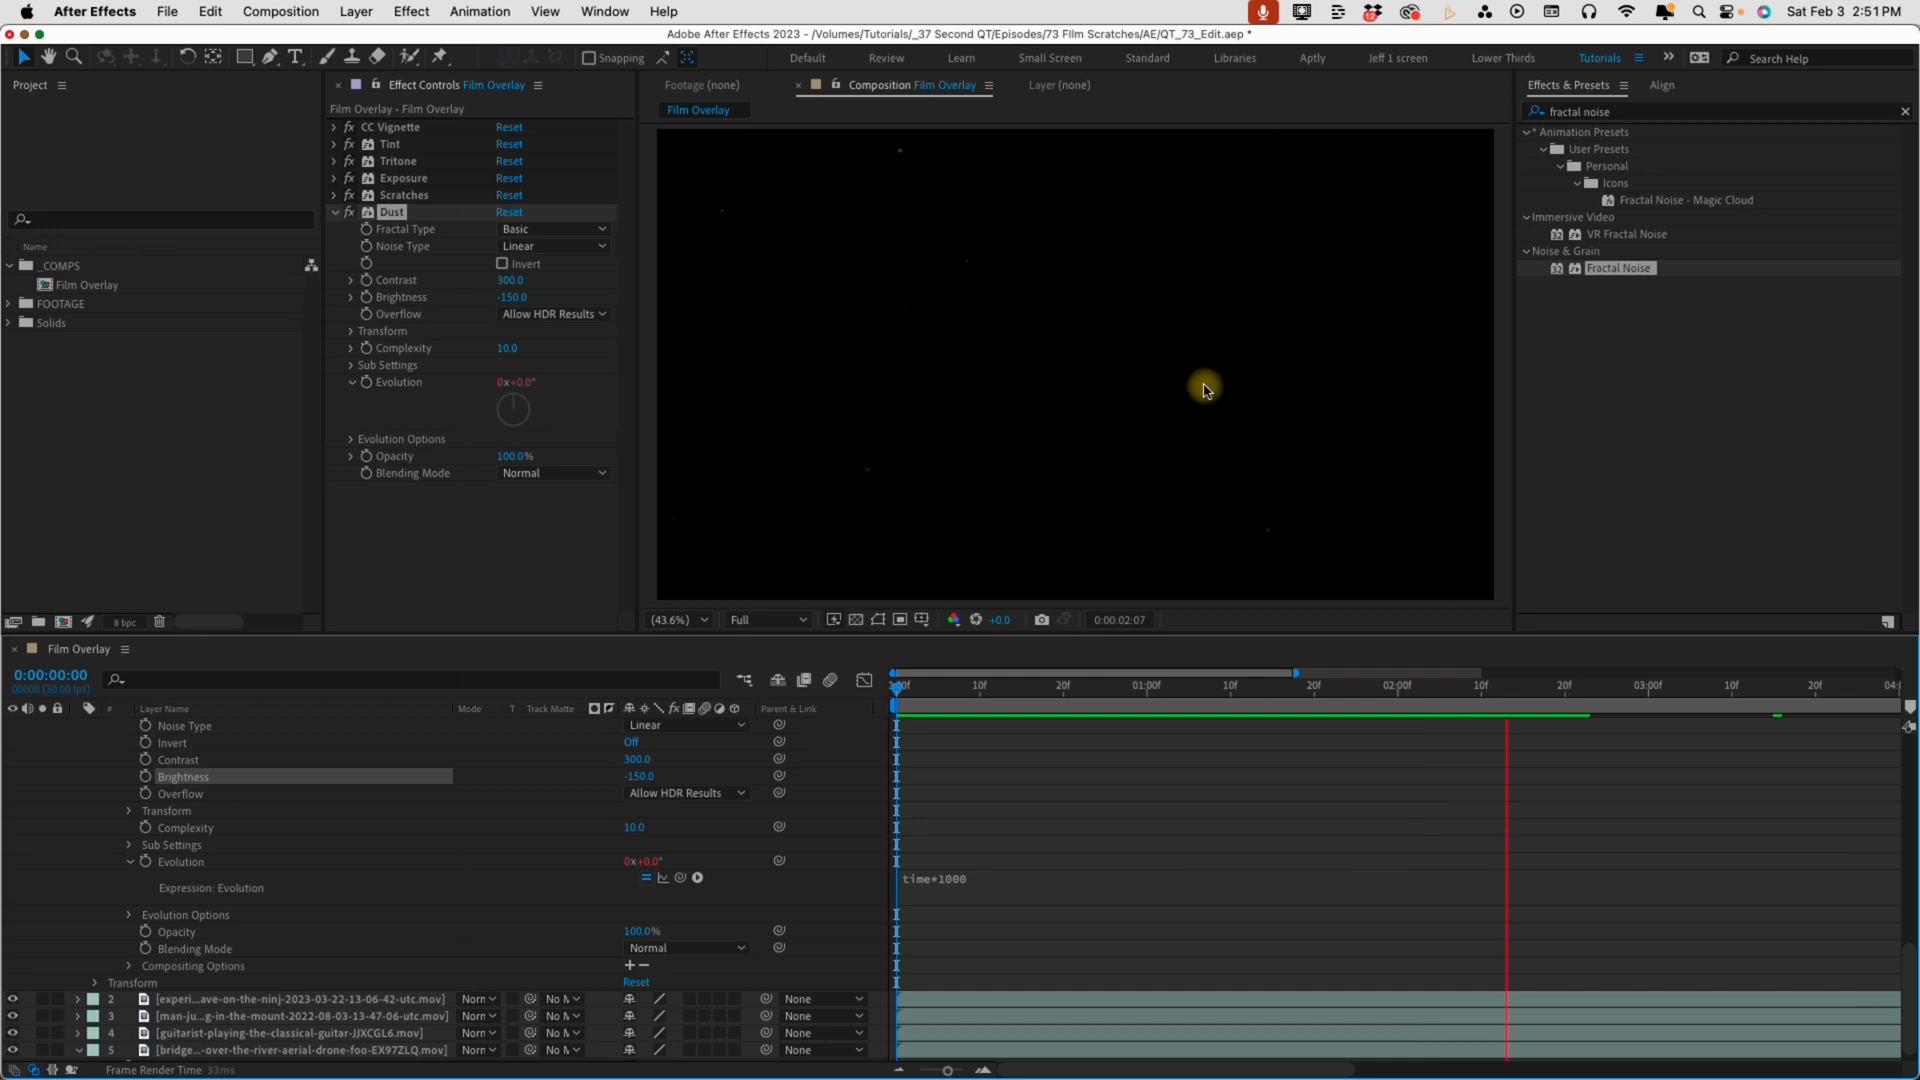 After Effects File Edit Composition Layer Effect Animation View Window Help Sat Feb 3 2:51 PM
Adobe After Effects 2023 - /Volumes/Tutorials/_37 Second QT/Episodes/73 FIlm Scratches/AE/QT_73_Edit.aep *
Snapping Default Review Learn Small Screen Standard Libraries Aptly Jeff 1 screen Lower Thirds Tutorials Search Help
Project
Name
_COMPS
Film Overlay
FOOTAGE
Solids
8 bpc
Effect Controls Film Overlay
Film Overlay • Film Overlay
fx CC Vignette Reset
fx Tint Reset
fx Tritone Reset
fx Exposure Reset
fx Scratches Reset
fx Dust Reset
Fractal Type Basic
Noise Type Linear
Invert
Contrast 300.0
Brightness -150.0
Overflow Allow HDR Results
Transform
Complexity 10.0
Sub Settings
Evolution 0x+0.0°
Evolution Options
Opacity 100.0%
Blending Mode Normal
Footage (none) Composition Film Overlay Layer (none)
Film Overlay
(43.6%) Full +0.0 0:00:02:07
Effects & Presets Align
fractal noise
* Animation Presets
User Presets
Personal
Icons
Fractal Noise - Magic Cloud
Immersive Video
VR Fractal Noise
Noise & Grain
Fractal Noise
Film Overlay
0:00:00:00
00000 (30.00 fps)
10f 20f 01:00f 10f 20f 02:00f 10f 20f 03:00f 10f 20f
# Layer Name Mode T Track Matte fx Parent & Link
Noise Type Linear
Invert Off
Contrast 300.0
Brightness -150.0
Overflow Allow HDR Results
Transform
Complexity 10.0
Sub Settings
Evolution 0x+0.0°
Expression: Evolution time*1000
Evolution Options
Opacity 100.0%
Blending Mode Normal
Compositing Options + −
Transform Reset
2 [experi...ave-on-the-ninj-2023-03-22-13-06-42-utc.mov] None
3 [man-ju...g-in-the-mount-2022-08-03-13-47-06-utc.mov] None
4 [guitarist-playing-the-classical-guitar-JJXCGL6.mov] None
5 [bridge...-over-the-river-aerial-drone-foo-EX97ZLQ.mov] None
Frame Render Time 33ms